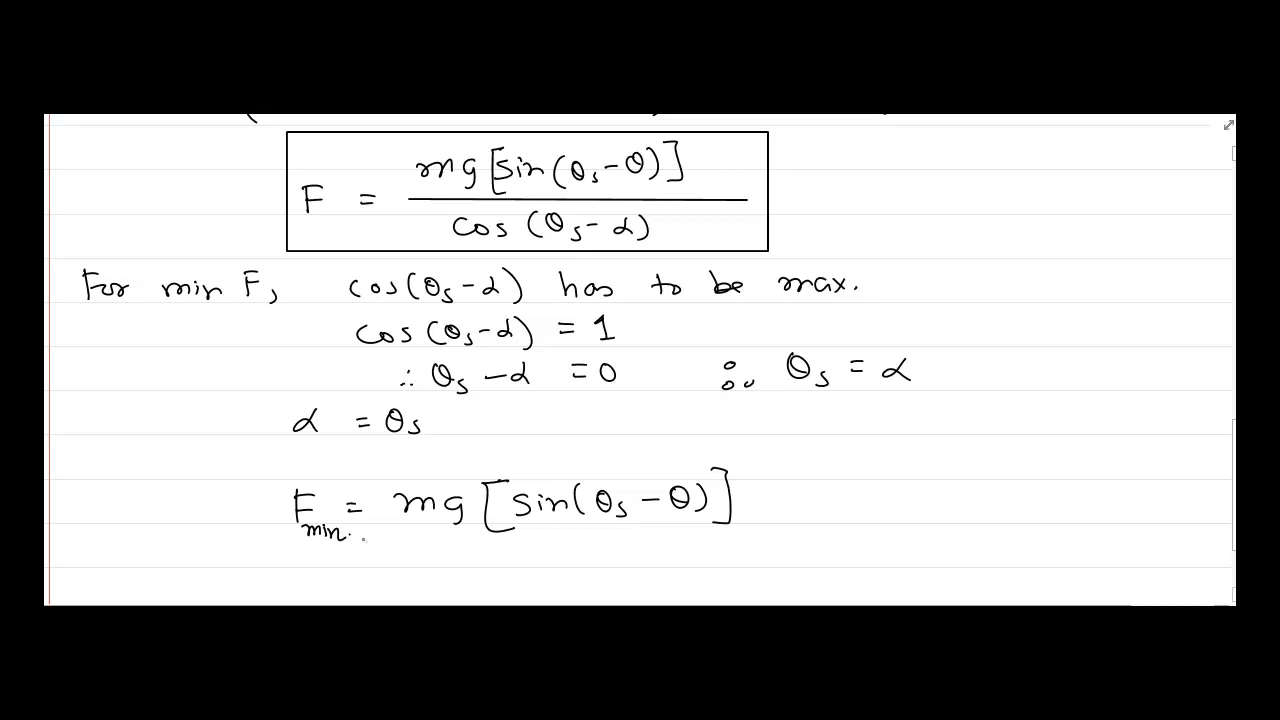 F = mg[sin(θs-θ)] / cos(θs-α)
For min F, cos(θs-α) has to be max.
cos(θs-α) = 1
∴ θs-α = 0 ∴ θs = α
α = θs
Fmin. = mg[sin(θs-θ)]